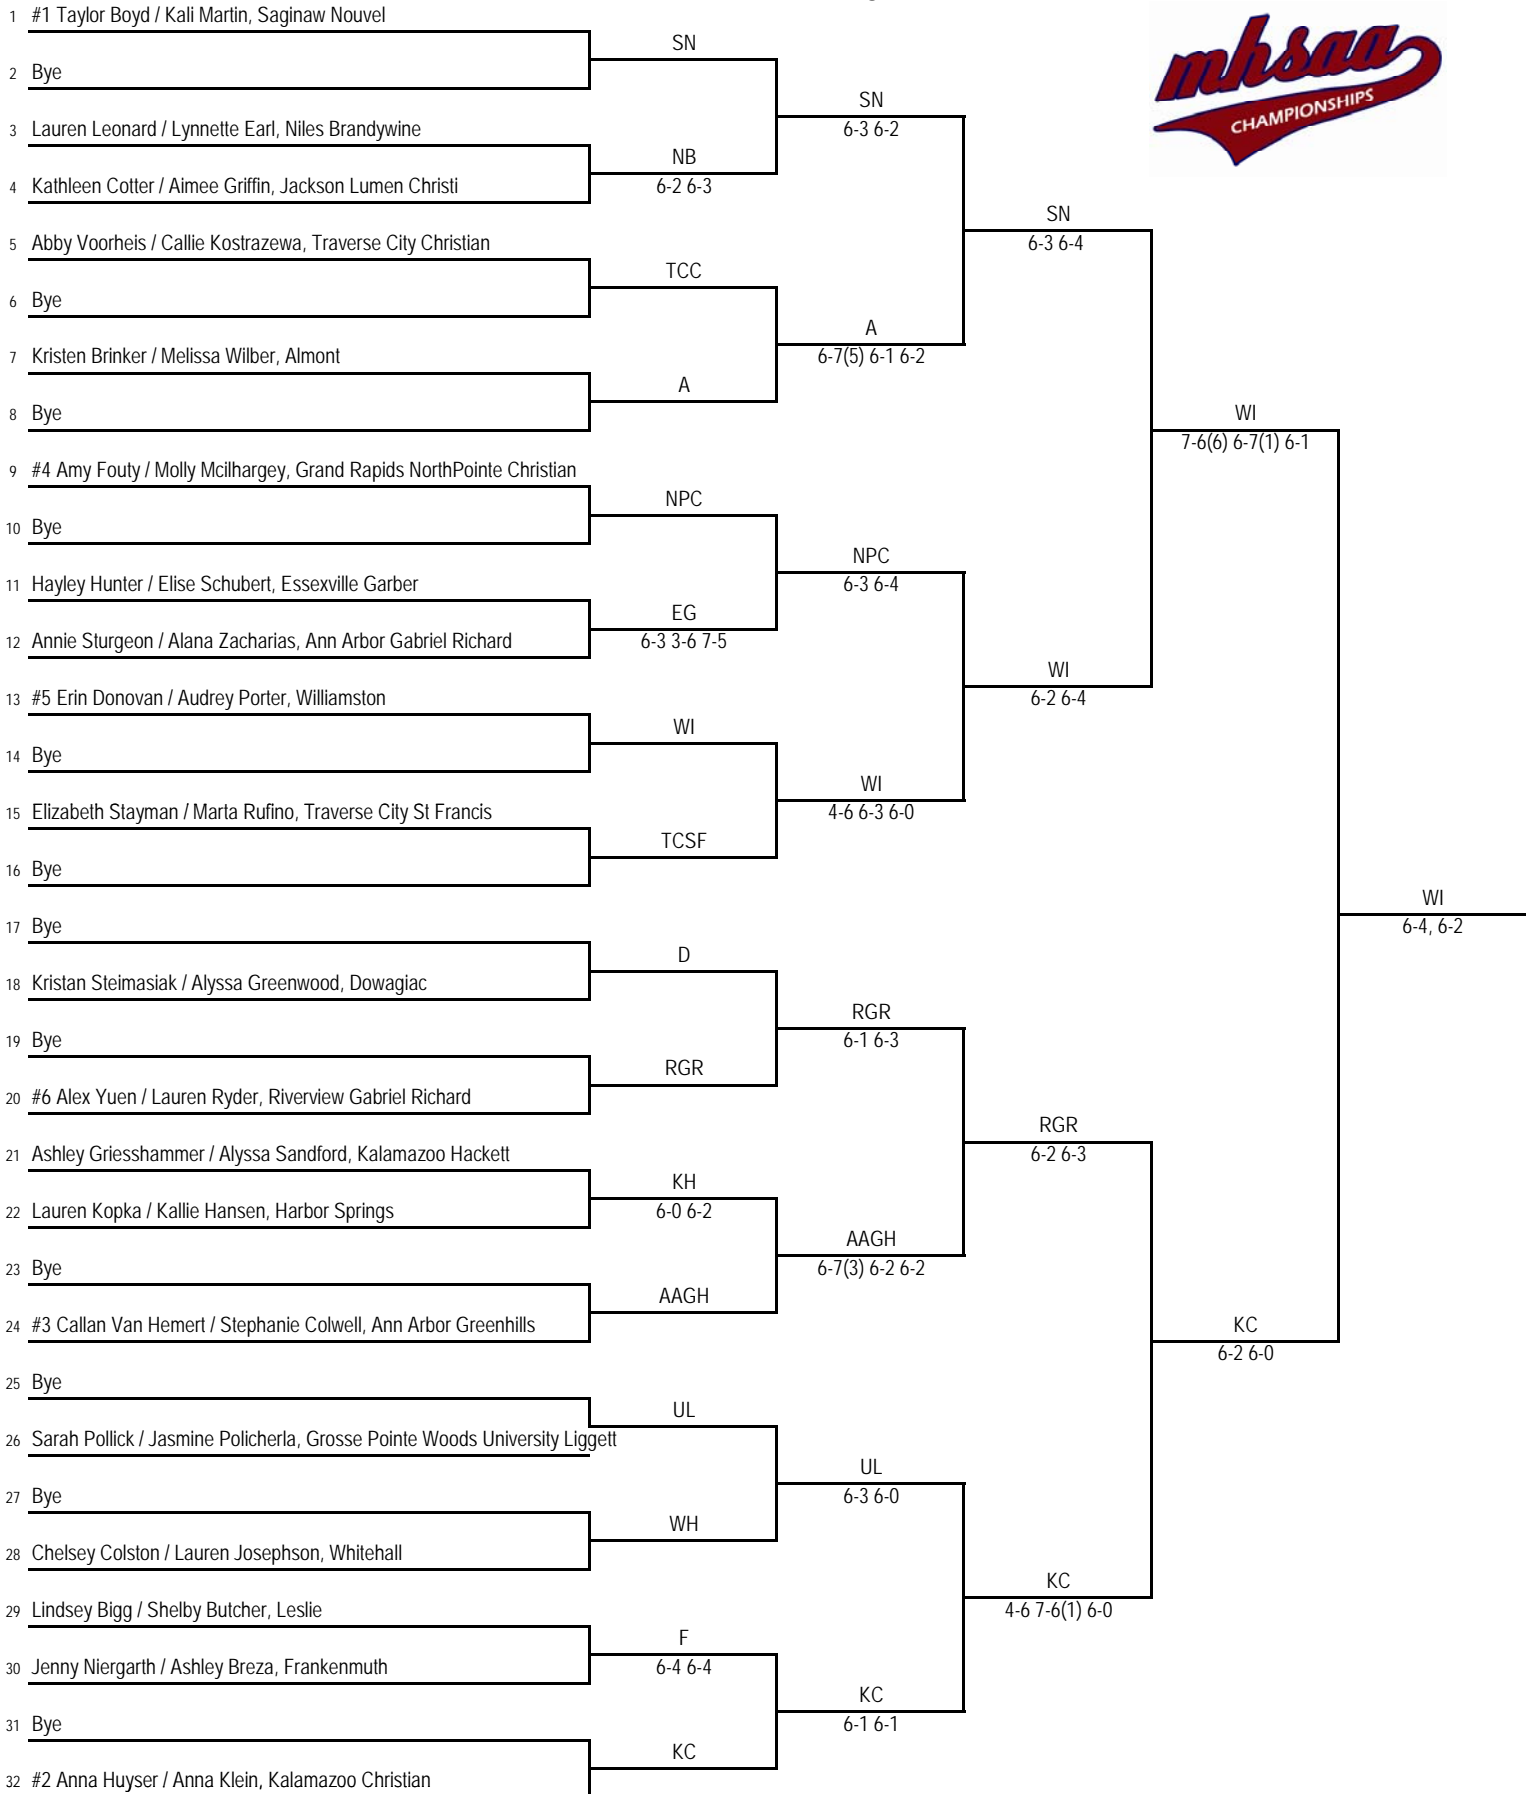 1 #1 Taylor Boyd / Kali Martin, Saginaw Nouvel
2 Bye
3 Lauren Leonard / Lynnette Earl, Niles Brandywine
4 Kathleen Cotter / Aimee Griffin, Jackson Lumen Christi
5 Abby Voorheis / Callie Kostrazewa, Traverse City Christian
6 Bye
7 Kristen Brinker / Melissa Wilber, Almont
8 Bye
9 #4 Amy Fouty / Molly Mcilhargey, Grand Rapids NorthPointe Christian
10 Bye
11 Hayley Hunter / Elise Schubert, Essexville Garber
12 Annie Sturgeon / Alana Zacharias, Ann Arbor Gabriel Richard
13 #5 Erin Donovan / Audrey Porter, Williamston
14 Bye
15 Elizabeth Stayman / Marta Rufino, Traverse City St Francis
16 Bye
17 Bye
18 Kristan Steimasiak / Alyssa Greenwood, Dowagiac
19 Bye
20 #6 Alex Yuen / Lauren Ryder, Riverview Gabriel Richard
21 Ashley Griesshammer / Alyssa Sandford, Kalamazoo Hackett
22 Lauren Kopka / Kallie Hansen, Harbor Springs
23 Bye
24 #3 Callan Van Hemert / Stephanie Colwell, Ann Arbor Greenhills
25 Bye
26 Sarah Pollick / Jasmine Policherla, Grosse Pointe Woods University Liggett
27 Bye
28 Chelsey Colston / Lauren Josephson, Whitehall
29 Lindsey Bigg / Shelby Butcher, Leslie
30 Jenny Niergarth / Ashley Breza, Frankenmuth
31 Bye
32 #2 Anna Huyser / Anna Klein, Kalamazoo Christian
SN
NB
6-2 6-3
TCC
A
NPC
EG
6-3 3-6 7-5
WI
TCSF
D
RGR
KH
6-0 6-2
AAGH
UL
WH
F
6-4 6-4
KC
SN
6-3 6-2
A
6-7(5) 6-1 6-2
NPC
6-3 6-4
WI
4-6 6-3 6-0
RGR
6-1 6-3
AAGH
6-7(3) 6-2 6-2
UL
6-3 6-0
KC
6-1 6-1
SN
6-3 6-4
WI
6-2 6-4
RGR
6-2 6-3
KC
4-6 7-6(1) 6-0
WI
7-6(6) 6-7(1) 6-1
KC
6-2 6-0
WI
6-4, 6-2
mhsaa
CHAMPIONSHIPS